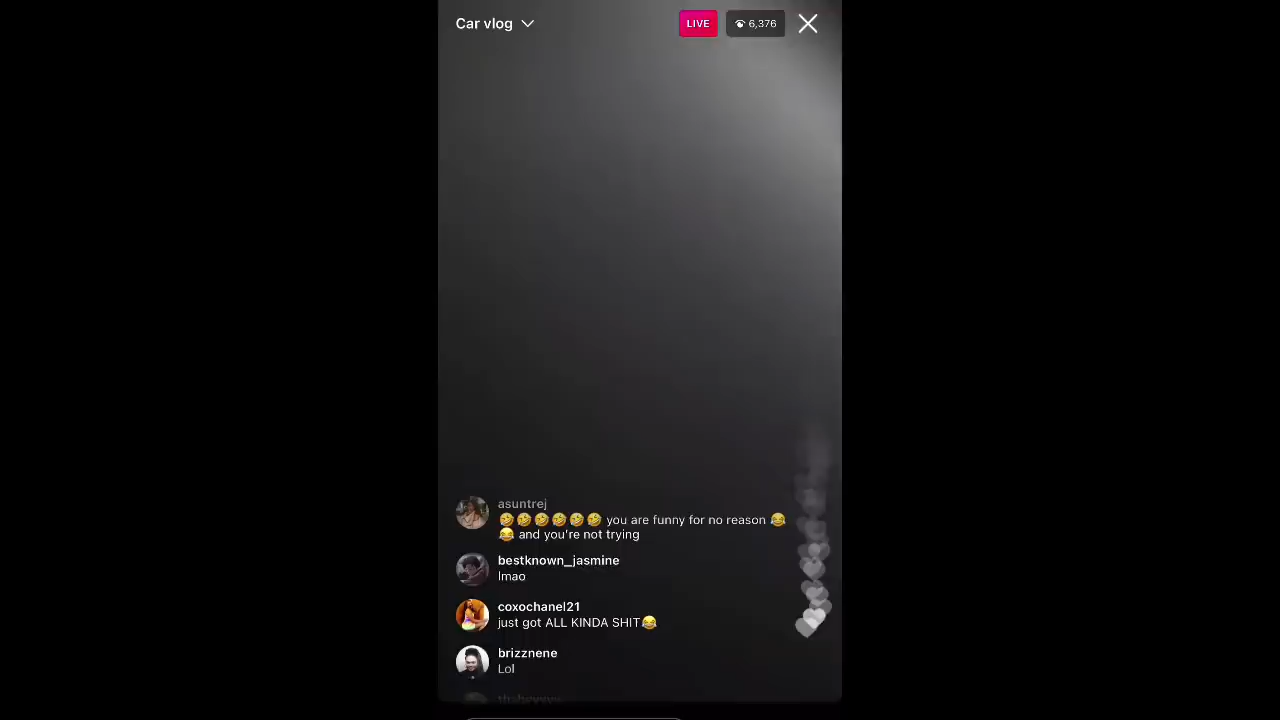 Car vlog
LIVE
6,376
asuntrej
🤣🤣🤣🤣🤣🤣 you are funny for no reason 😂
😂 and you're not trying
bestknown_jasmine
lmao
coxochanel21
just got ALL KINDA SHIT😂
brizznene
Lol